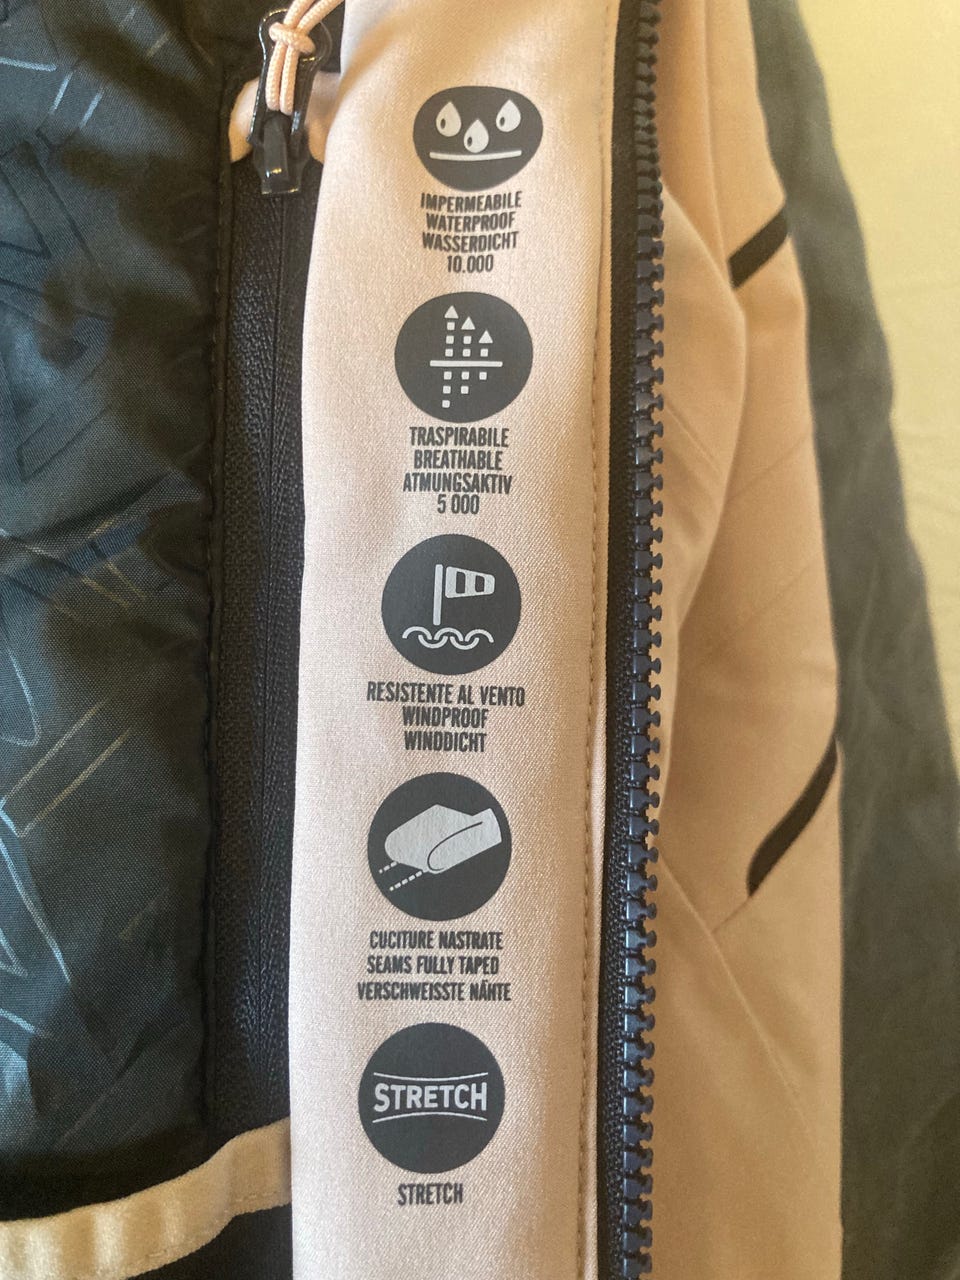 IMPERMEABILE
WATERPROOF
WASSERDICHT
10.000
TRASPIRABILE
BREATHABLE
ATMUNGSAKTIV
5 000
RESISTENTE AL VENTO
WINDPROOF
WINDDICHT
CUCITURE NASTRATE
SEAMS FULLY TAPED
VERSCHWEISSTE NÄHTE
STRETCH
STRETCH